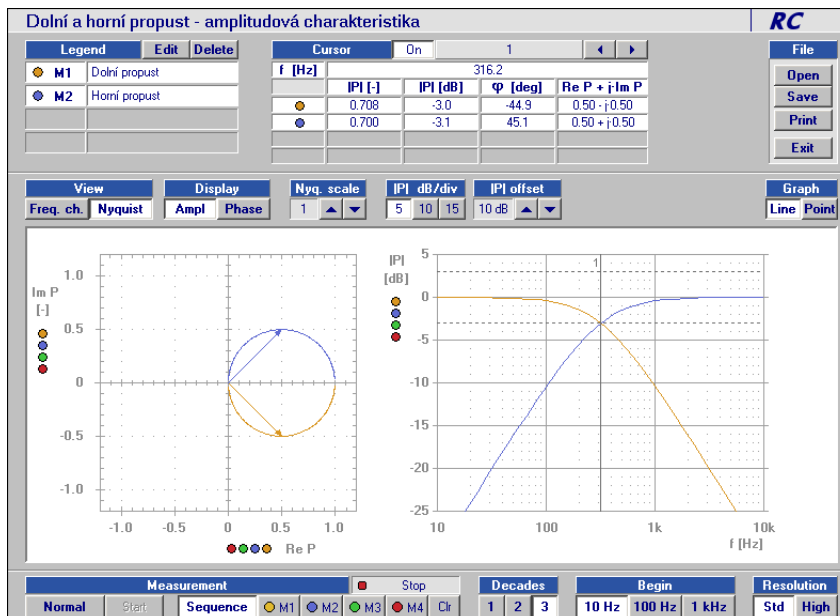 Dolní a horní propust - amplitudová charakteristika
RC
Legend Edit Delete
M1 Dolní propust
M2 Horní propust
Cursor On 1
f [Hz] 316.2
|P| [-] |P| [dB] φ [deg] Re P + j·Im P
0.708 -3.0 -44.9 0.50 - j·0.50
0.700 -3.1 45.1 0.50 + j·0.50
File
Open
Save
Print
Exit
View
Freq. ch. Nyquist
Display
Ampl Phase
Nyq. scale
1
|P| dB/div
5 10 15
|P| offset
10 dB
Graph
Line Point
Im P
[-]
1.0
0.5
0
-0.5
-1.0
-1.0 -0.5 0 0.5 1.0
Re P
|P|
[dB]
1
5
0
-5
-10
-15
-20
-25
10 100 1k 10k
f [Hz]
Measurement Stop
Normal Start Sequence M1 M2 M3 M4 Clr
Decades
1 2 3
Begin
10 Hz 100 Hz 1 kHz
Resolution
Std High